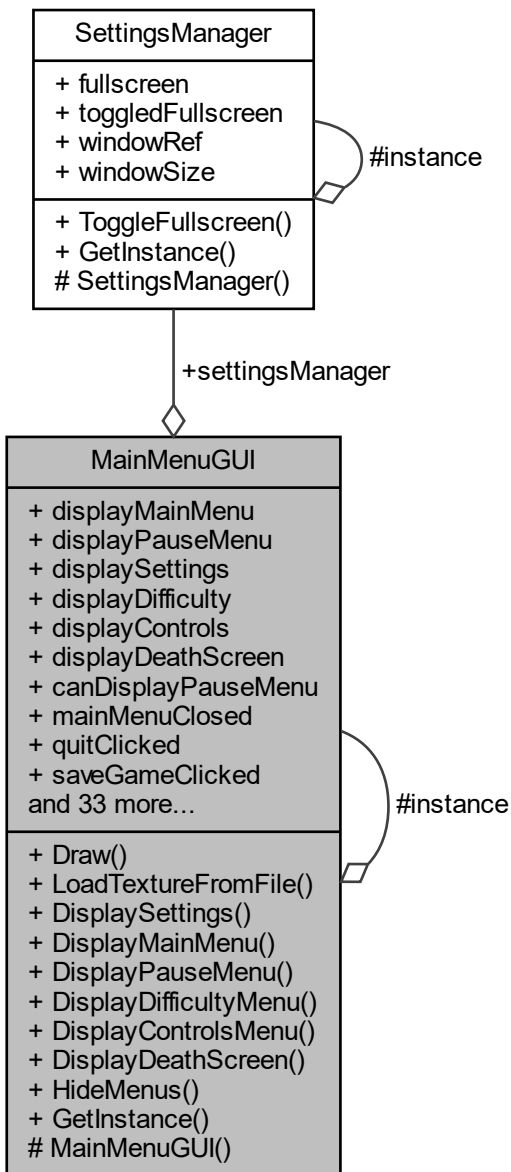 SettingsManager
+ fullscreen
+ toggledFullscreen
+ windowRef
+ windowSize
+ ToggleFullscreen()
+ GetInstance()
# SettingsManager()
#instance
+settingsManager
MainMenuGUI
+ displayMainMenu
+ displayPauseMenu
+ displaySettings
+ displayDifficulty
+ displayControls
+ displayDeathScreen
+ canDisplayPauseMenu
+ mainMenuClosed
+ quitClicked
+ saveGameClicked
and 33 more...
+ Draw()
+ LoadTextureFromFile()
+ DisplaySettings()
+ DisplayMainMenu()
+ DisplayPauseMenu()
+ DisplayDifficultyMenu()
+ DisplayControlsMenu()
+ DisplayDeathScreen()
+ HideMenus()
+ GetInstance()
# MainMenuGUI()
#instance